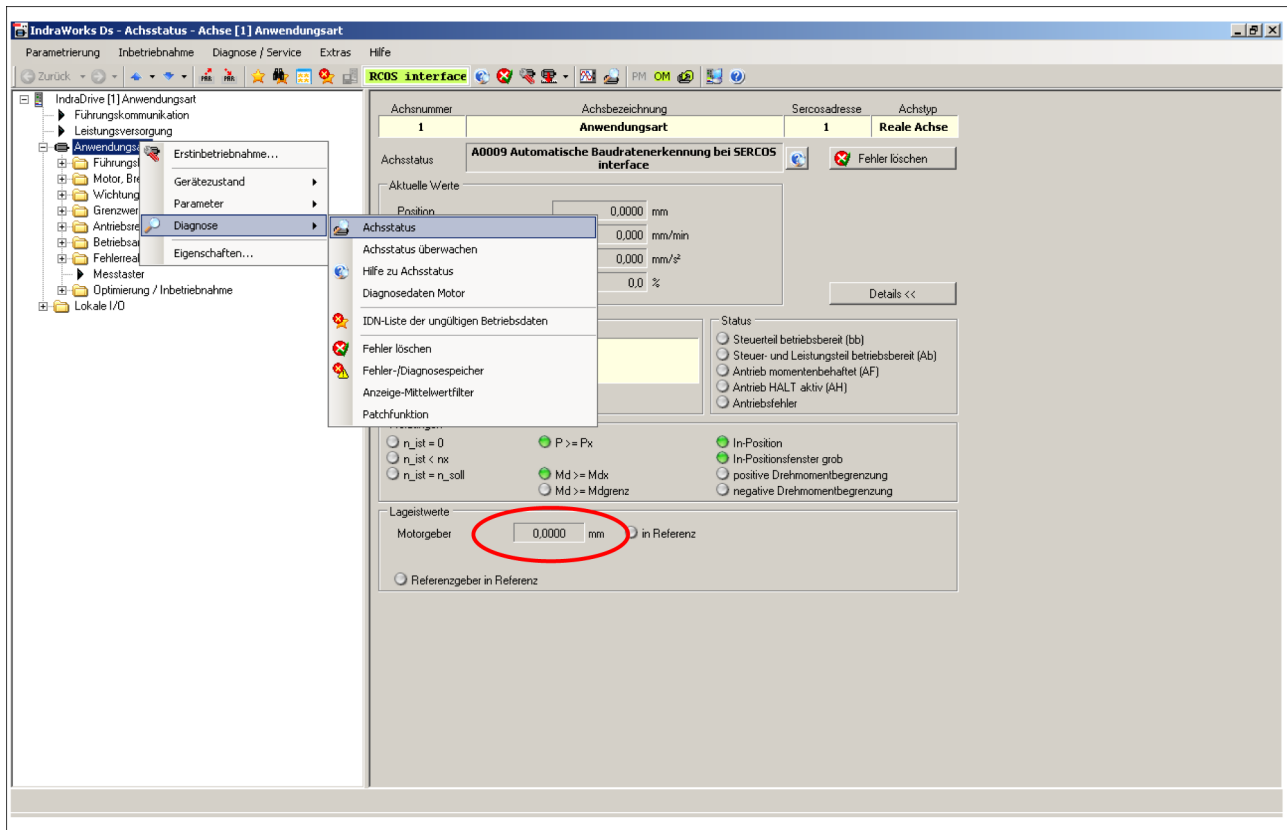 IndraWorks Ds - Achsstatus - Achse [1] Anwendungsart
Parametrierung Inbetriebnahme Diagnose / Service Extras Hilfe
Zurück RCOS interface PM OM
IndraDrive [1] Anwendungsart
Führungskommunikation
Leistungsversorgung
Anwendungsa
Führungs
Motor, Bre
Wichtung
Grenzwer
Antriebsre
Betriebsar
Fehlerreal
Messtaster
Optimierung / Inbetriebnahme
Lokale I/O
Erstinbetriebnahme...
Gerätezustand
Parameter
Diagnose
Eigenschaften...
Achsstatus
Achsstatus überwachen
Hilfe zu Achsstatus
Diagnosedaten Motor
IDN-Liste der ungültigen Betriebsdaten
Fehler löschen
Fehler-/Diagnosespeicher
Anzeige-Mittelwertfilter
Patchfunktion
Achsnummer Achsbezeichnung Sercosadresse Achstyp
1 Anwendungsart 1 Reale Achse
Achsstatus
A0009 Automatische Baudratenerkennung bei SERCOS
interface
Fehler löschen
Aktuelle Werte
Position 0,0000 mm
0,000 mm/min
0,000 mm/s²
0,0 %
Details <<
Status
Steuerteil betriebsbereit (bb)
Steuer- und Leistungsteil betriebsbereit (Ab)
Antrieb momentenbehaftet (AF)
Antrieb HALT aktiv (AH)
Antriebsfehler
n_ist = 0 P >= Px In-Position
n_ist < nx In-Positionsfenster grob
n_ist = n_soll Md >= Mdx positive Drehmomentbegrenzung
Md >= Mdgrenz negative Drehmomentbegrenzung
Lageistwerte
Motorgeber 0,0000 mm in Referenz
Referenzgeber in Referenz